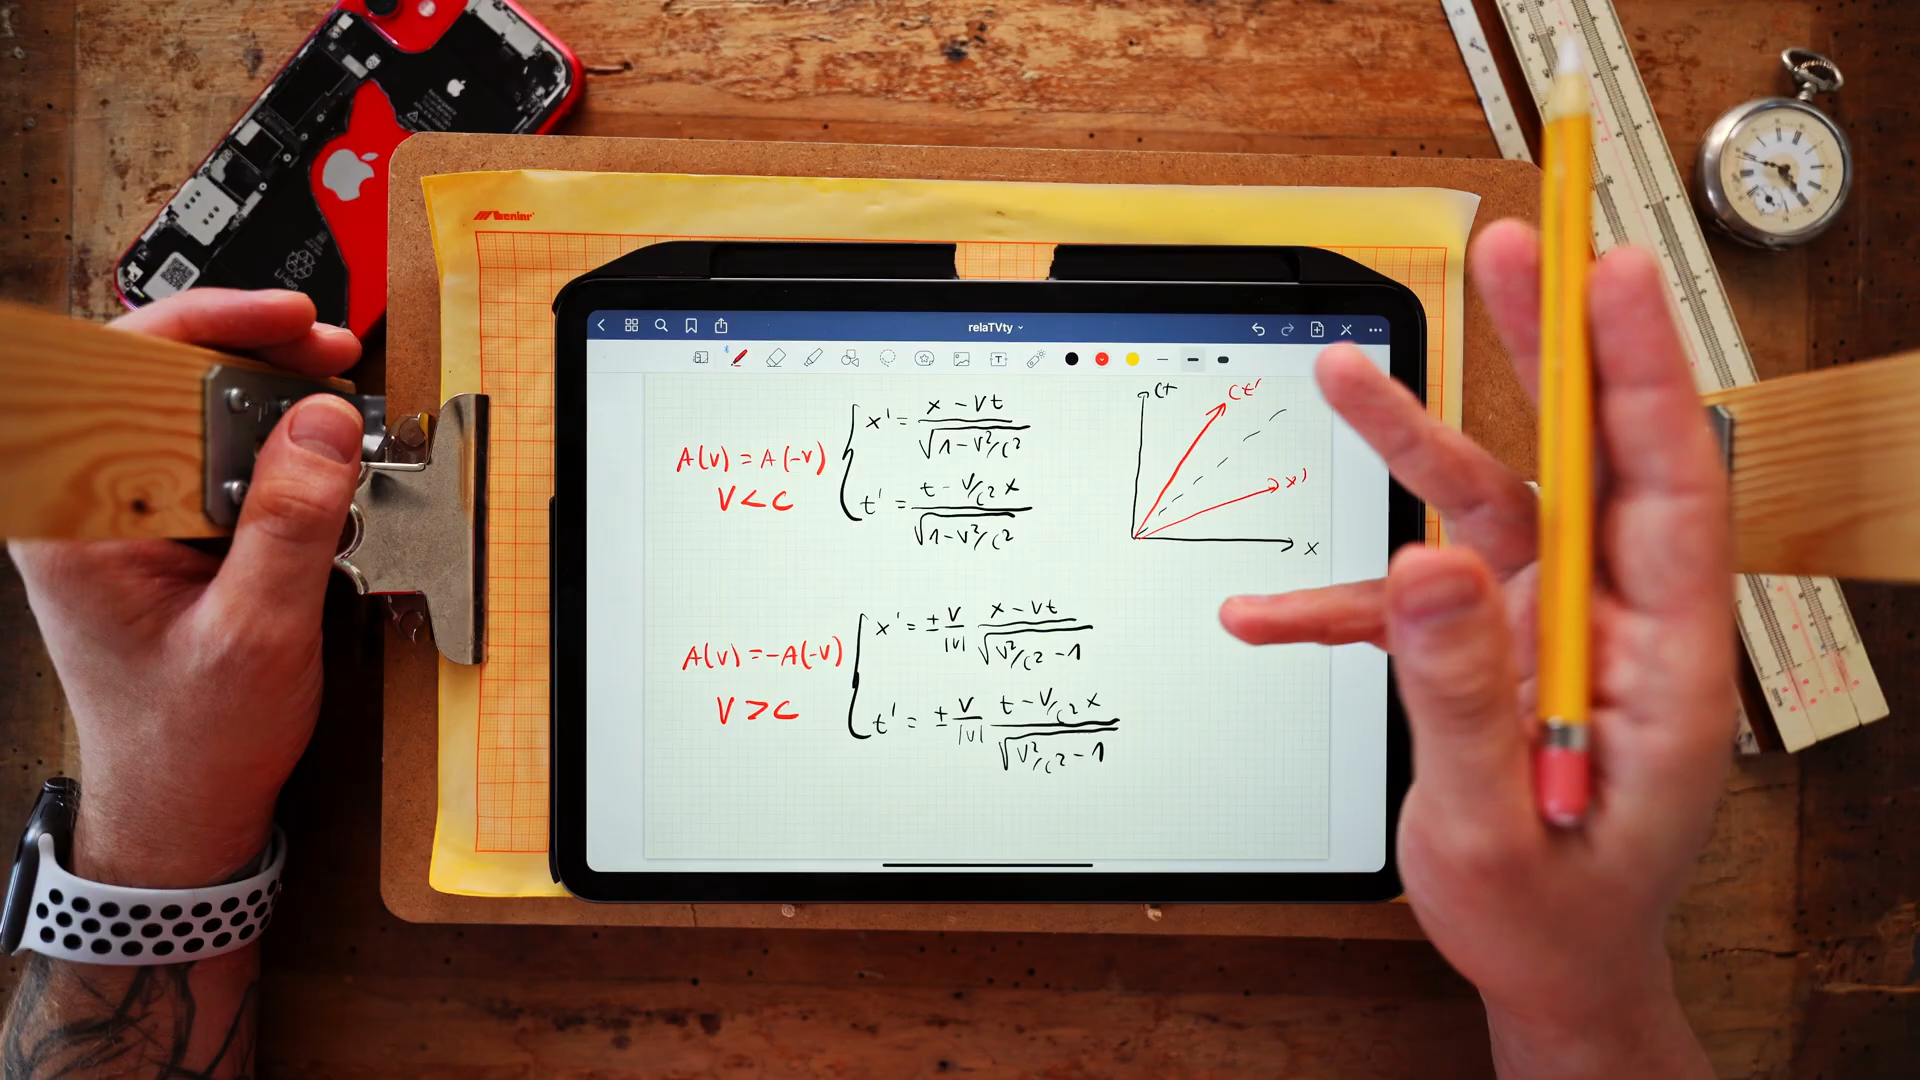 relaTVty
A(v) = A(-v)
V < C
x' = (x - vt) / √(1 - v²/c²)
t' = (t - v/c² x) / √(1 - v²/c²)
ct
ct'
x'
x
A(v) = -A(-v)
V > C
x' = ± v/|v| (x - vt) / √(v²/c² - 1)
t' = ± v/|v| (t - v/c² x) / √(v²/c² - 1)